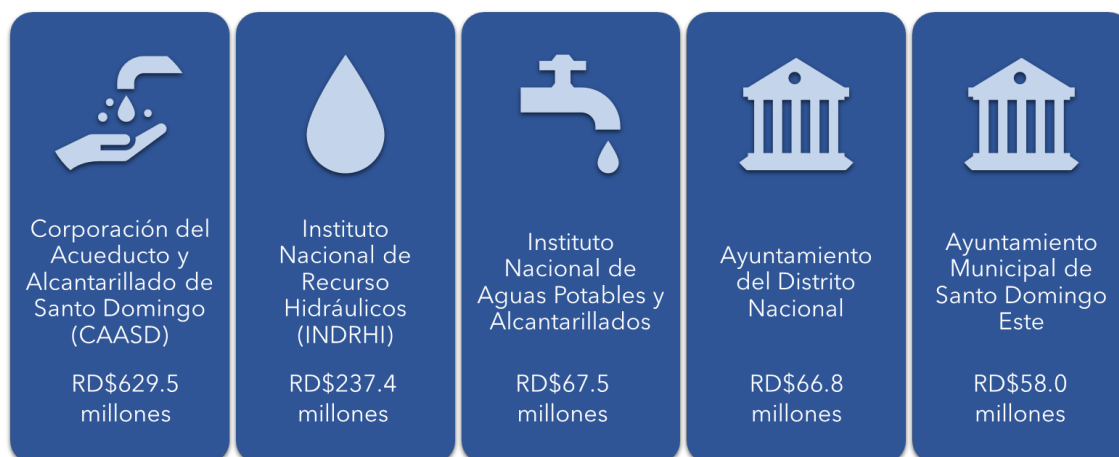 Corporación del
Acueducto y
Alcantarillado de
Santo Domingo
(CAASD)
RD$629.5
millones
Instituto
Nacional de
Recurso
Hidráulicos
(INDRHI)
RD$237.4
millones
Instituto
Nacional de
Aguas Potables y
Alcantarillados
RD$67.5
millones
Ayuntamiento
del Distrito
Nacional
RD$66.8
millones
Ayuntamiento
Municipal de
Santo Domingo
Este
RD$58.0
millones